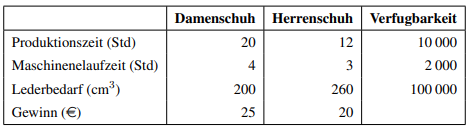 Damenschuh Herrenschuh Verfugbarkeit
Produktionszeit (Std) 20 12 10 000
Maschinenelaufzeit (Std) 4 3 2 000
Lederbedarf (cm³) 200 260 100 000
Gewinn (€) 25 20